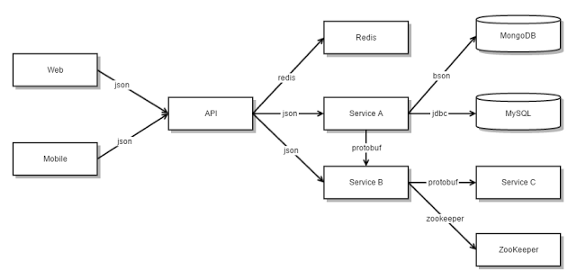 Redis
MongoDB
redis
bson
Web
json
API
json
Service A
jdbc
MySQL
json
protobuf
json
Mobile
Service B
protobuf
Service C
zookeeper
ZooKeeper